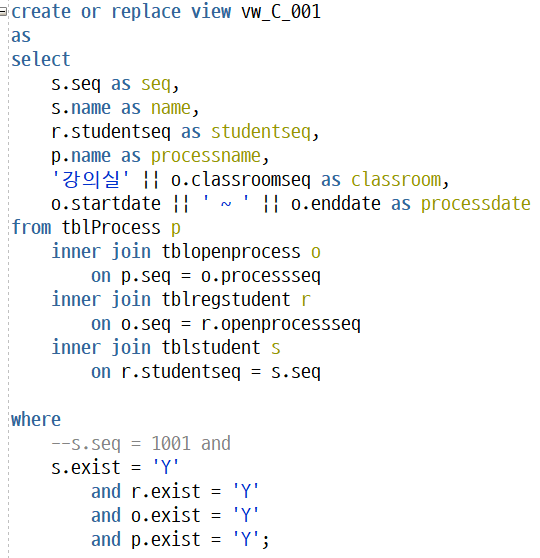 create or replace view vw_C_001
as
select
    s.seq as seq,
    s.name as name,
    r.studentseq as studentseq,
    p.name as processname,
    '강의실' || o.classroomseq as classroom,
    o.startdate || ' ~ ' || o.enddate as processdate
from tblProcess p
    inner join tblopenprocess o
        on p.seq = o.processseq
    inner join tblregstudent r
        on o.seq = r.openprocessseq
    inner join tblstudent s
        on r.studentseq = s.seq

where
    --s.seq = 1001 and
    s.exist = 'Y'
        and r.exist = 'Y'
        and o.exist = 'Y'
        and p.exist = 'Y';